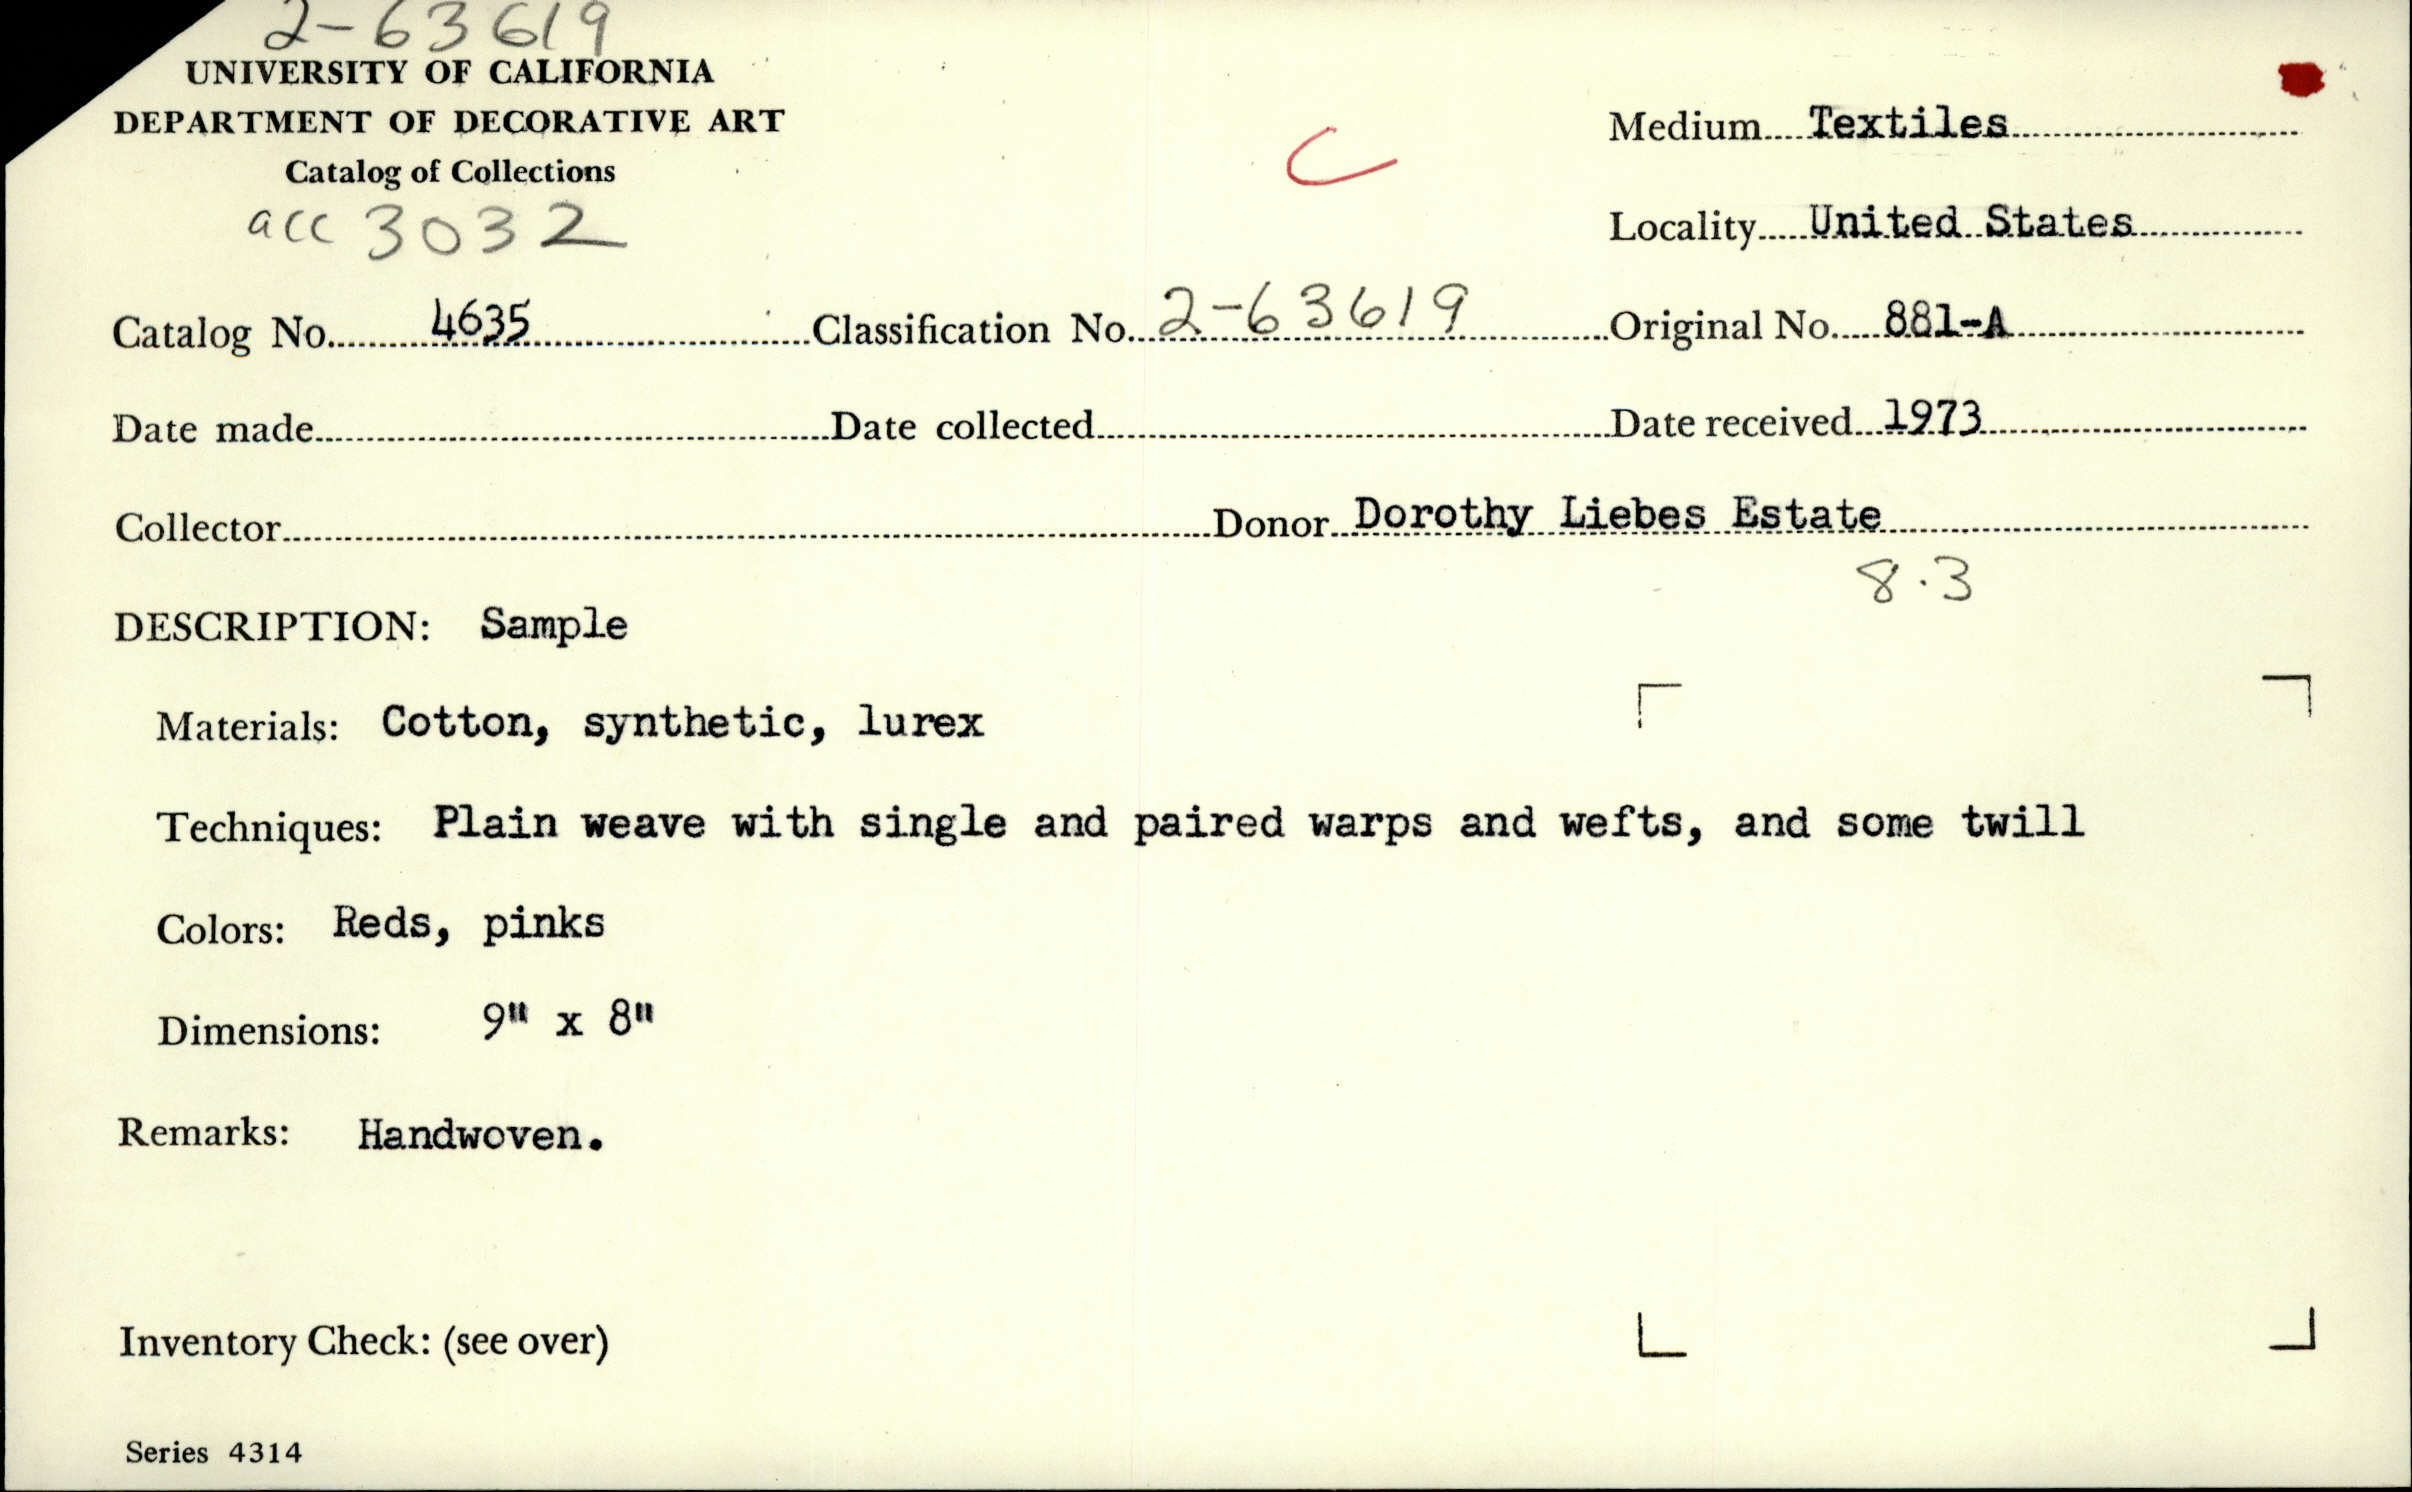 2-63619
UNIVERSITY OF CALIFORNIA
DEPARTMENT OF DECORATIVE ART
Catalog of Collections
acc 3032
C
Medium Textiles
Locality United States
Catalog No. 4635 Classification No. 2-63619 Original No. 881-A
Date made Date collected Date received 1973
Collector Donor Dorothy Liebes Estate
8.3
DESCRIPTION: Sample
Materials: Cotton, synthetic, lurex
Techniques: Plain weave with single and paired warps and wefts, and some twill
Colors: Reds, pinks
Dimensions: 9" x 8"
Remarks: Handwoven.
Inventory Check: (see over)
Series 4314